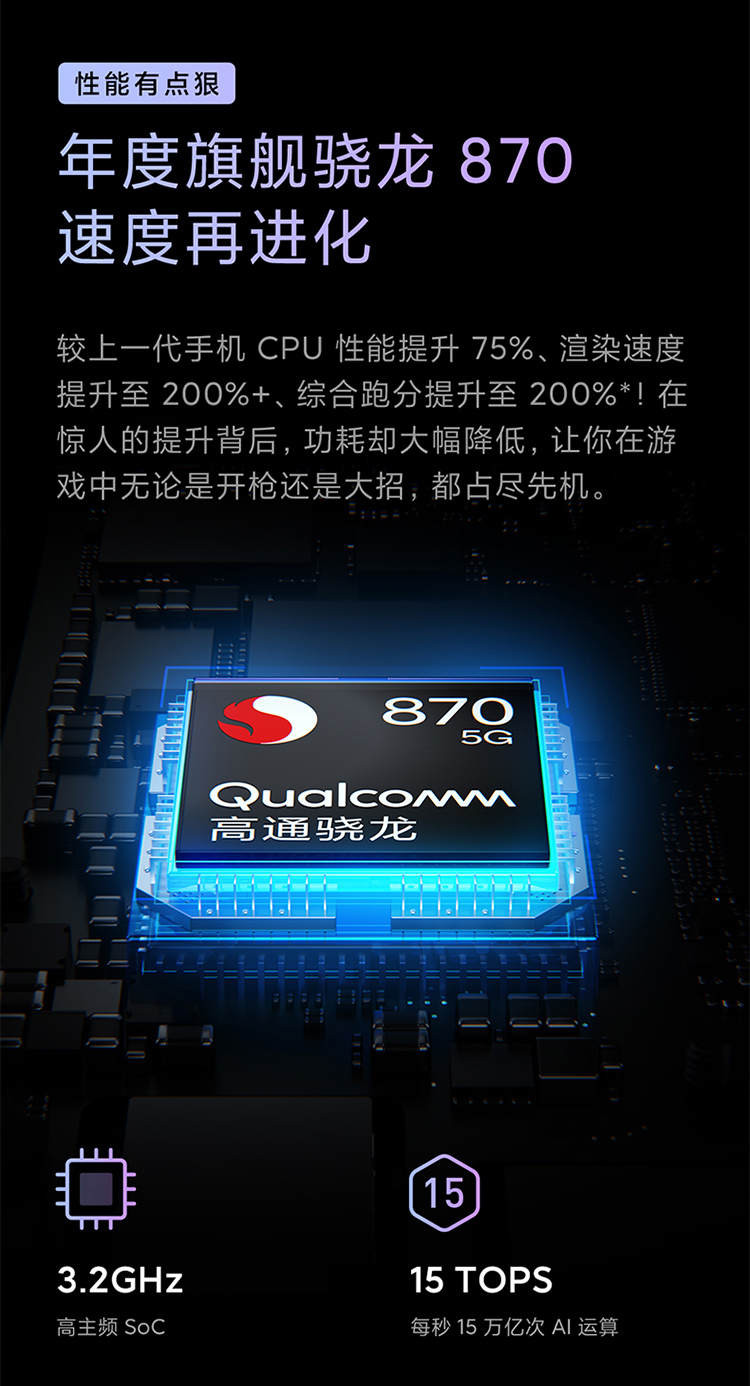 性能有点狠
年度旗舰骁龙 870
速度再进化
较上一代手机 CPU 性能提升 75%、渲染速度
提升至 200%+、综合跑分提升至 200%*! 在
惊人的提升背后, 功耗却大幅降低, 让你在游
戏中无论是开枪还是大招, 都占尽先机。
870
5G
Qualcomm
高通骁龙
15
3.2GHz
15 TOPS
高主频 SoC
每秒 15 万亿次 AI 运算